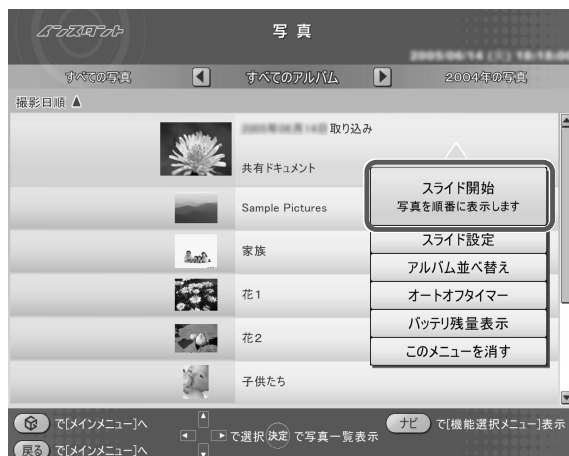 インスタント
写 真
すべての写真
すべてのアルバム
2004年の写真
撮影日順 ▲
取り込み
共有ドキュメント
Sample Pictures
家族
花1
花2
子供たち
スライド開始
写真を順番に表示します
スライド設定
アルバム並べ替え
オートオフタイマー
バッテリ残量表示
このメニューを消す
で[メインメニュー]へ
で選択 決定 で写真一覧表示
ナビ で[機能選択メニュー]表示
戻る で[メインメニュー]へ